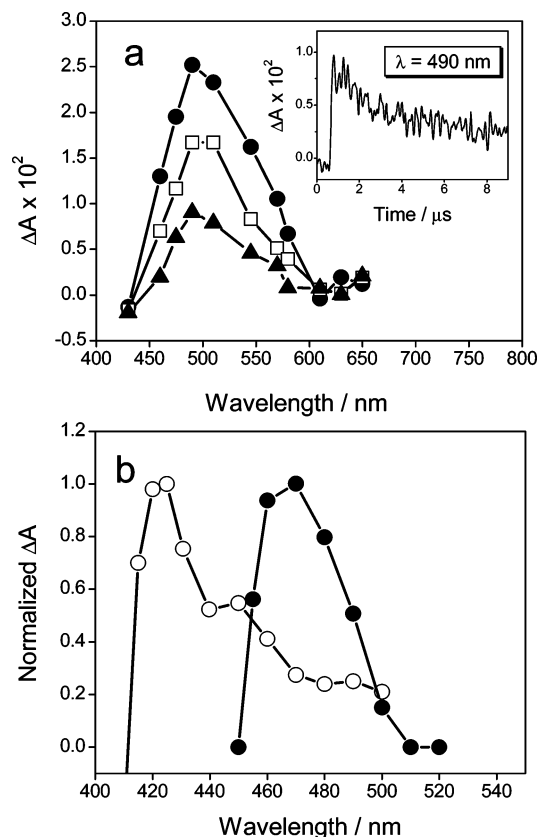 a
ΔA x 10²
3.0
2.5
2.0
1.5
1.0
0.5
0.0
-0.5
400 450 500 550 600 650 700 750 800
Wavelength / nm
λ = 490 nm
ΔA x 10²
1.0
0.5
0.0
0 2 4 6 8
Time / μs
b
Normalized ΔA
1.2
1.0
0.8
0.6
0.4
0.2
0.0
400 420 440 460 480 500 520 540
Wavelength / nm